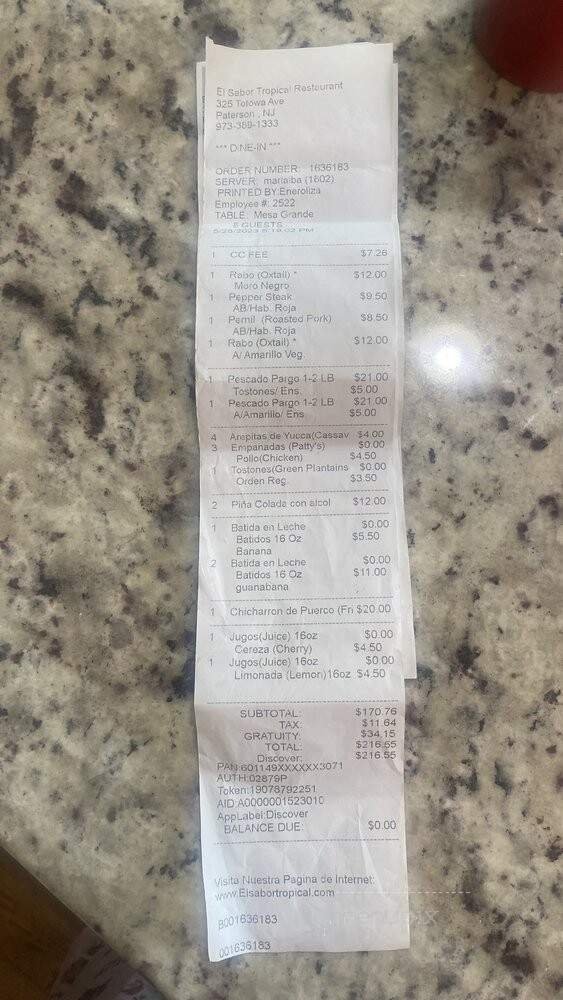 El Sabor Tropical Restaurant
325 Totowa Ave
Paterson , NJ
973-389-1333
*** DINE-IN ***
ORDER NUMBER: 1636183
SERVER: marialba (1602)
PRINTED BY:Eneroliza
Employee #: 2522
TABLE: Mesa Grande
GUESTS
1 CC FEE $7.26
1 Rabo (Oxtail) * $12.00
Moro Negro
1 Pepper Steak $9.50
AB/Hab. Roja
1 Pernil (Roasted Pork) $8.50
AB/Hab. Roja
1 Rabo (Oxtail) * $12.00
A/ Amarillo Veg.
1 Pescado Pargo 1-2 LB $21.00
Tostones/ Ens. $5.00
1 Pescado Pargo 1-2 LB $21.00
A/Amarillo/ Ens. $5.00
4 Arepitas de Yucca(Cassav $4.00
3 Empanadas (Patty's) $0.00
Pollo(Chicken) $4.50
1 Tostones(Green Plantains $0.00
Orden Reg. $3.50
2 Piña Colada con alcol $12.00
1 Batida en Leche $0.00
Batidos 16 Oz $5.50
Banana
2 Batida en Leche $0.00
Batidos 16 Oz $11.00
guanabana
1 Chicharron de Puerco (Fri $20.00
1 Jugos(Juice) 16oz $0.00
Cereza (Cherry) $4.50
1 Jugos(Juice) 16oz $0.00
Limonada (Lemon)16oz $4.50
SUBTOTAL: $170.76
TAX: $11.64
GRATUITY: $34.15
TOTAL: $216.55
Discover: $216.55
PAN:601149XXXXXX3071
AUTH:02879P
Token:19078792251
AID:A0000001523010
AppLabel:Discover
BALANCE DUE: $0.00
Visita Nuestra Pagina de Internet:
www.Elsabortropical.com
B001636183
001636183